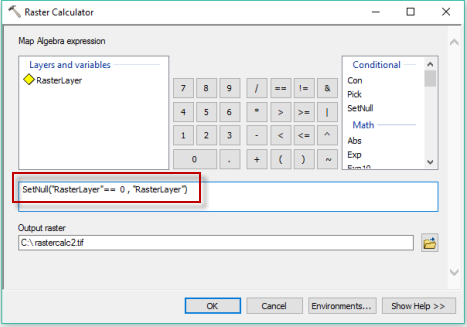 Raster Calculator
Map Algebra expression
Layers and variables
RasterLayer
7 8 9 / == != &
4 5 6 * > >= |
1 2 3 - < <= ^
0 . + ( ) ~
Conditional
Con
Pick
SetNull
Math
Abs
Exp
Exp10
SetNull("RasterLayer"== 0 , "RasterLayer")
Output raster
C:\rastercalc2.tif
OK Cancel Environments... Show Help >>